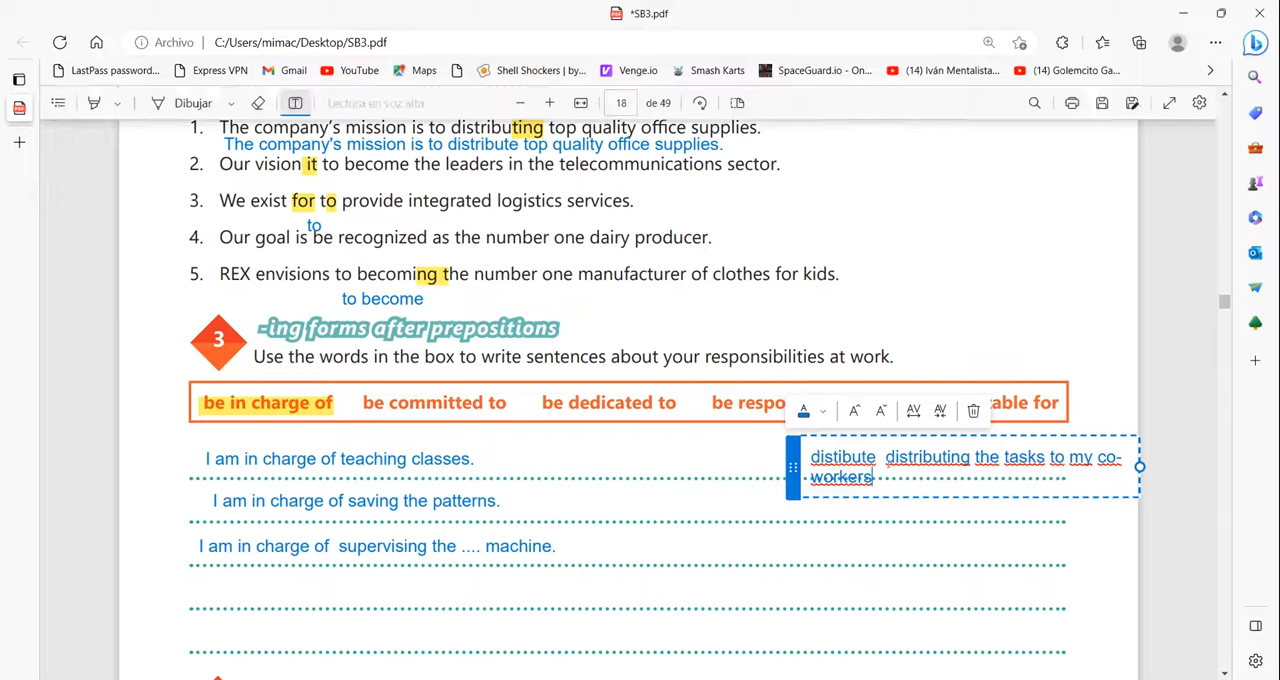 *SB3.pdf
Archivo | C:/Users/mimac/Desktop/SB3.pdf
LastPass password... Express VPN Gmail YouTube Maps Shell Shockers | by... Venge.io Smash Karts SpaceGuard.io - On... (14) Iván Mentalista... (14) Golemcito Ga...
Dibujar Lectura en voz alta 18 de 49
1. The company's mission is to distributing top quality office supplies.
The company's mission is to distribute top quality office supplies.
2. Our vision it to become the leaders in the telecommunications sector.
3. We exist for to provide integrated logistics services.
to
4. Our goal is be recognized as the number one dairy producer.
5. REX envisions to becoming the number one manufacturer of clothes for kids.
to become
3 -ing forms after prepositions
Use the words in the box to write sentences about your responsibilities at work.
be in charge of be committed to be dedicated to be respo able for
I am in charge of teaching classes.
distibute distributing the tasks to my co-
workers
I am in charge of saving the patterns.
I am in charge of supervising the .... machine.